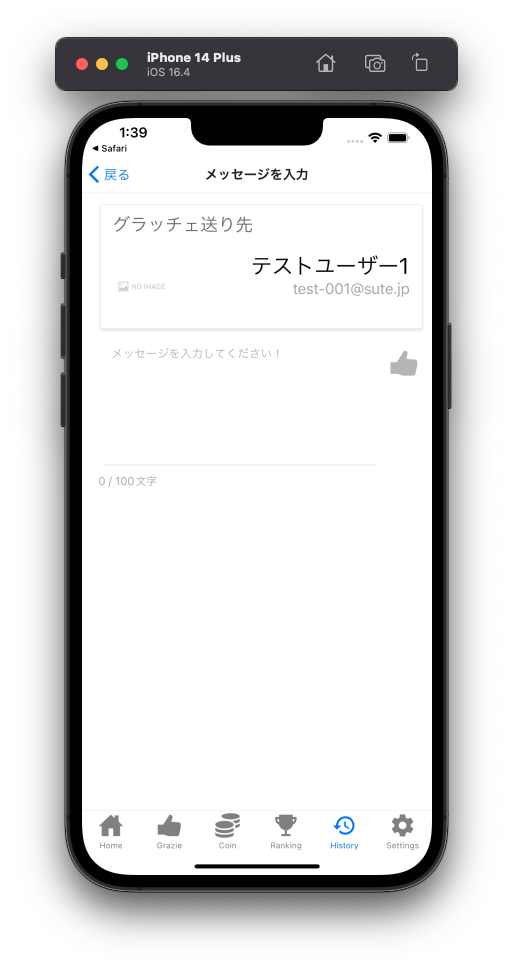 iPhone 14 Plus
iOS 16.4
1:39
◀ Safari
戻る
メッセージを入力
グラッチェ送り先
テストユーザー1
NO IMAGE
test-001@sute.jp
メッセージを入力してください！
0 / 100文字
Home
Grazie
Coin
Ranking
History
Settings